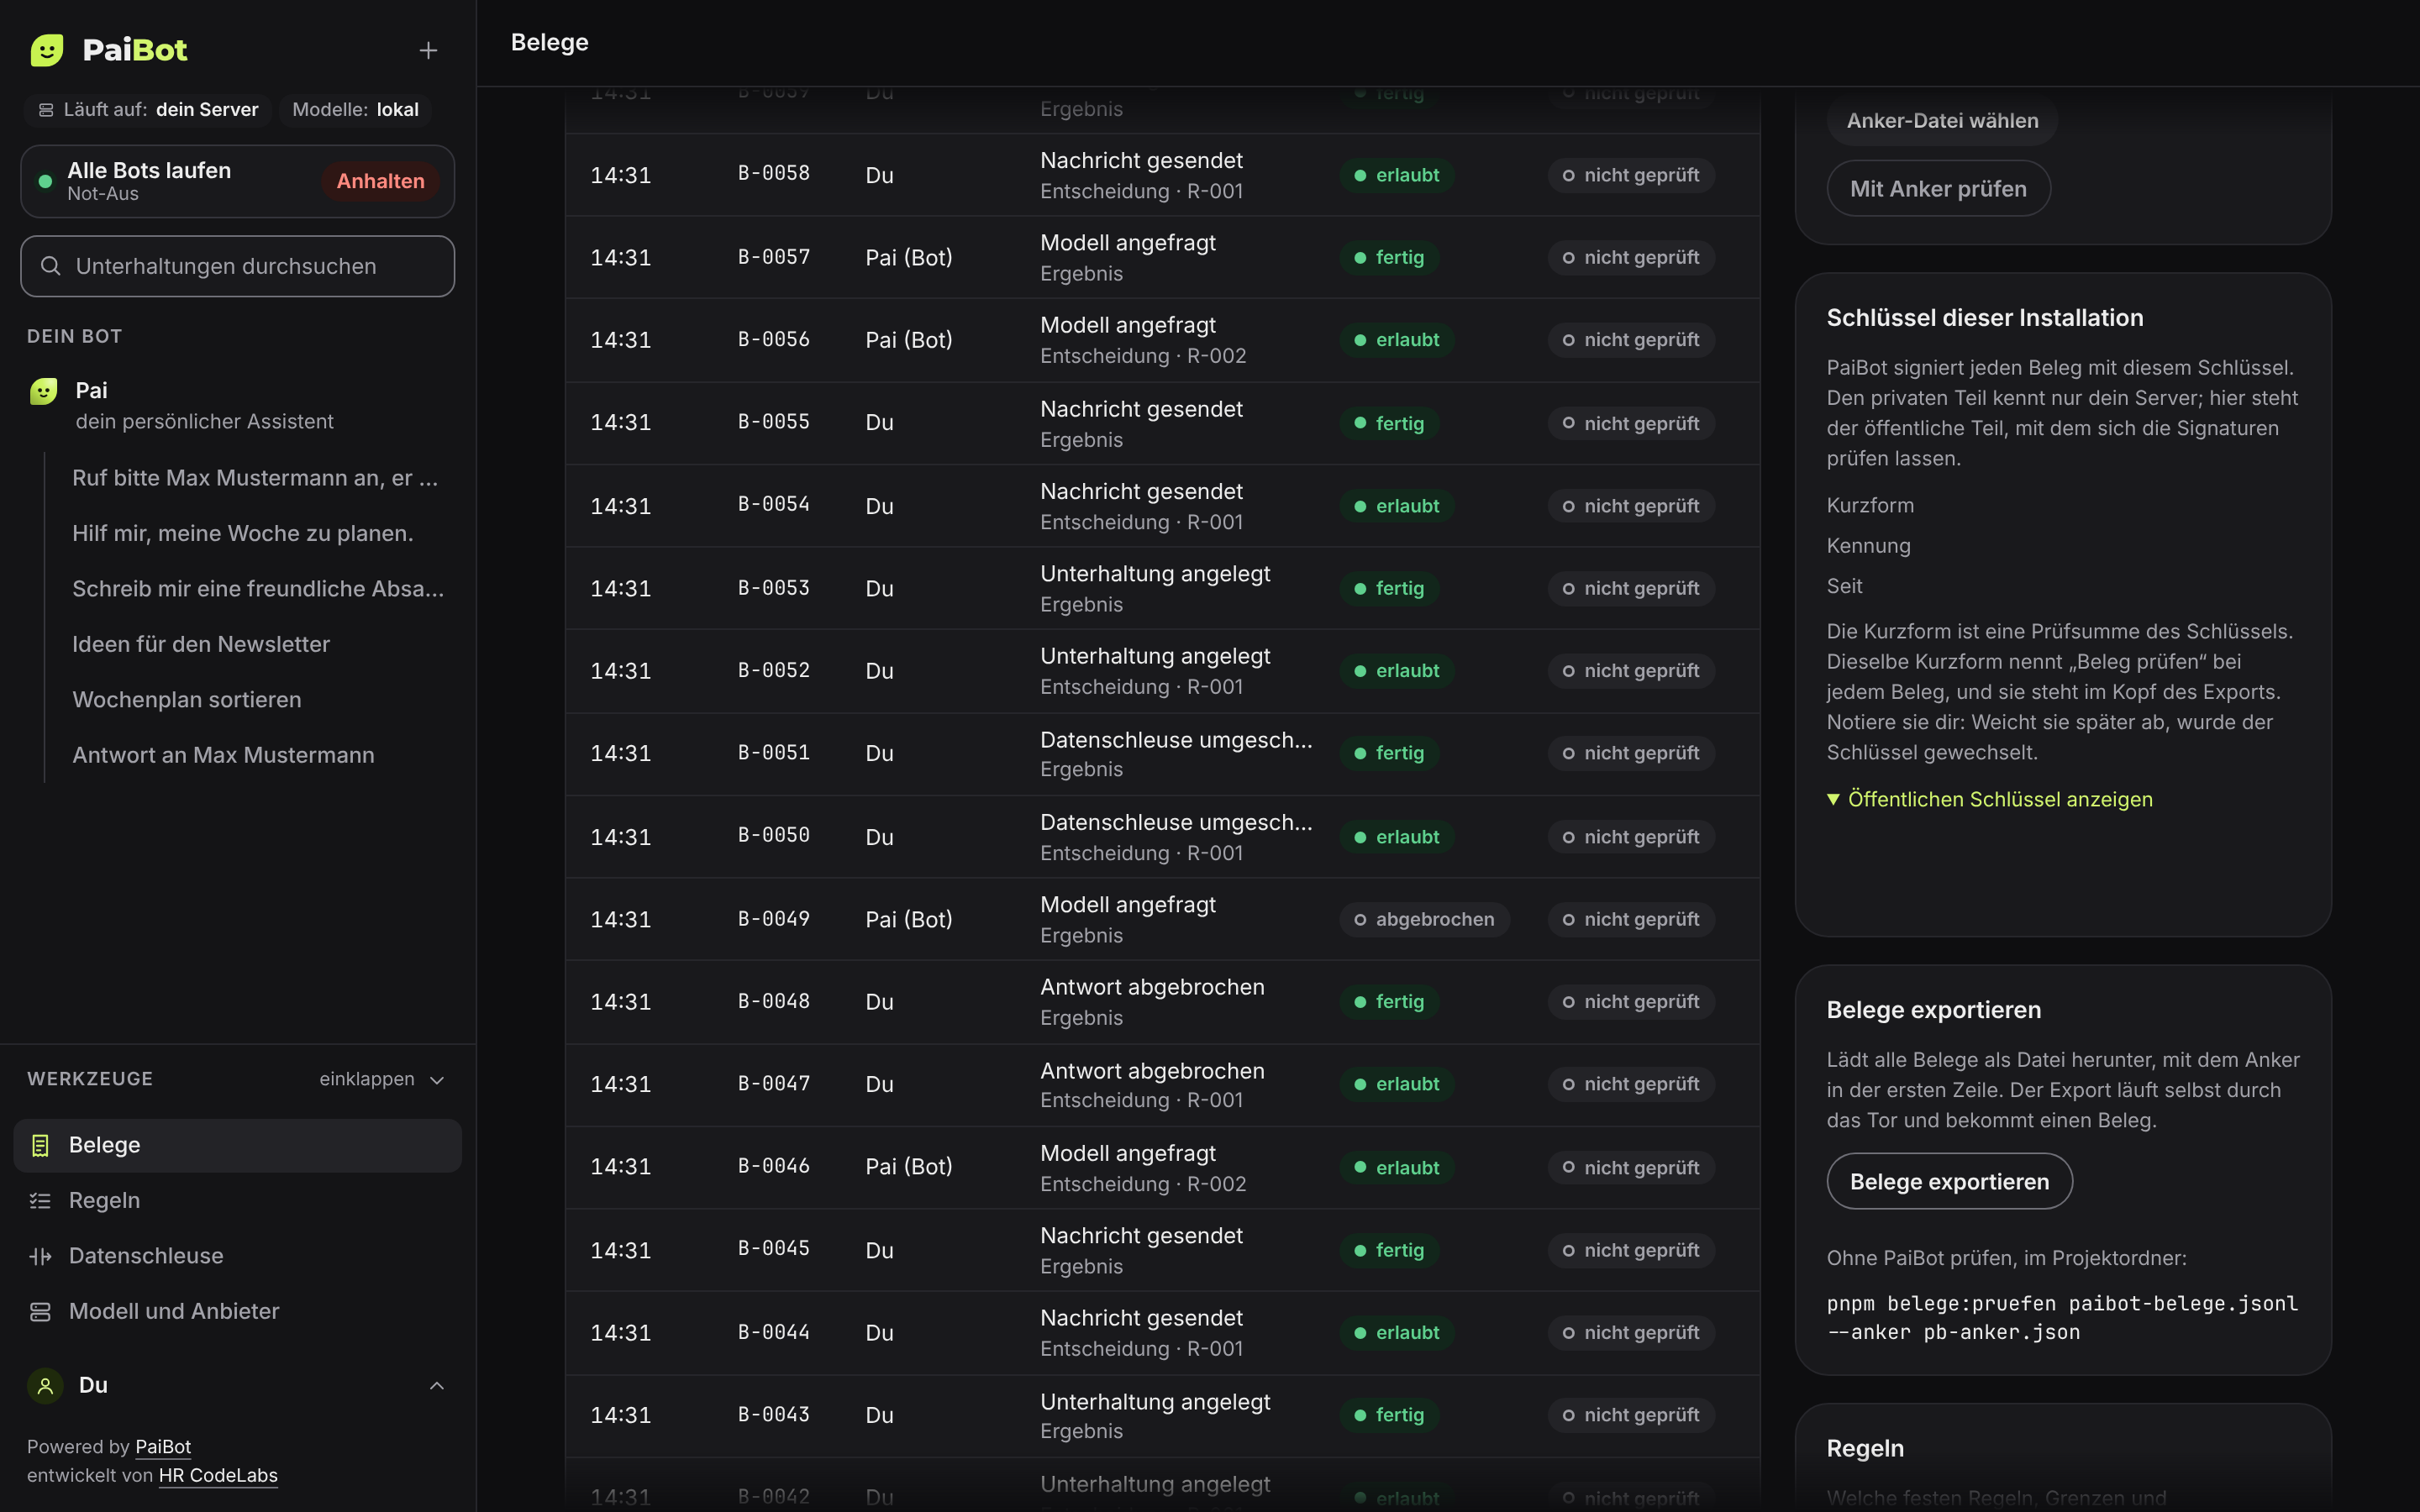 PaiBot
Läuft auf: dein Server
Modelle: lokal
Alle Bots laufen
Not-Aus
Anhalten
Unterhaltungen durchsuchen
DEIN BOT
Pai
dein persönlicher Assistent
Ruf bitte Max Mustermann an, er ...
Hilf mir, meine Woche zu planen.
Schreib mir eine freundliche Absa...
Ideen für den Newsletter
Wochenplan sortieren
Antwort an Max Mustermann
WERKZEUGE
einklappen
Belege
Regeln
Datenschleuse
Modell und Anbieter
Du
Powered by PaiBot
entwickelt von HR CodeLabs
Belege
14:31 B-0059 Du fertig nicht geprüft
Ergebnis
14:31 B-0058 Du Nachricht gesendet erlaubt nicht geprüft
Entscheidung · R-001
14:31 B-0057 Pai (Bot) Modell angefragt fertig nicht geprüft
Ergebnis
14:31 B-0056 Pai (Bot) Modell angefragt erlaubt nicht geprüft
Entscheidung · R-002
14:31 B-0055 Du Nachricht gesendet fertig nicht geprüft
Ergebnis
14:31 B-0054 Du Nachricht gesendet erlaubt nicht geprüft
Entscheidung · R-001
14:31 B-0053 Du Unterhaltung angelegt fertig nicht geprüft
Ergebnis
14:31 B-0052 Du Unterhaltung angelegt erlaubt nicht geprüft
Entscheidung · R-001
14:31 B-0051 Du Datenschleuse umgesch... fertig nicht geprüft
Ergebnis
14:31 B-0050 Du Datenschleuse umgesch... erlaubt nicht geprüft
Entscheidung · R-001
14:31 B-0049 Pai (Bot) Modell angefragt abgebrochen nicht geprüft
Ergebnis
14:31 B-0048 Du Antwort abgebrochen fertig nicht geprüft
Ergebnis
14:31 B-0047 Du Antwort abgebrochen erlaubt nicht geprüft
Entscheidung · R-001
14:31 B-0046 Pai (Bot) Modell angefragt erlaubt nicht geprüft
Entscheidung · R-002
14:31 B-0045 Du Nachricht gesendet fertig nicht geprüft
Ergebnis
14:31 B-0044 Du Nachricht gesendet erlaubt nicht geprüft
Entscheidung · R-001
14:31 B-0043 Du Unterhaltung angelegt fertig nicht geprüft
Ergebnis
14:31 B-0042 Du Unterhaltung angelegt erlaubt nicht geprüft
Anker-Datei wählen
Mit Anker prüfen
Schlüssel dieser Installation
PaiBot signiert jeden Beleg mit diesem Schlüssel.
Den privaten Teil kennt nur dein Server; hier steht
der öffentliche Teil, mit dem sich die Signaturen
prüfen lassen.
Kurzform
Kennung
Seit
Die Kurzform ist eine Prüfsumme des Schlüssels.
Dieselbe Kurzform nennt „Beleg prüfen“ bei
jedem Beleg, und sie steht im Kopf des Exports.
Notiere sie dir: Weicht sie später ab, wurde der
Schlüssel gewechselt.
▼ Öffentlichen Schlüssel anzeigen
Belege exportieren
Lädt alle Belege als Datei herunter, mit dem Anker
in der ersten Zeile. Der Export läuft selbst durch
das Tor und bekommt einen Beleg.
Belege exportieren
Ohne PaiBot prüfen, im Projektordner:
pnpm belege:pruefen paibot-belege.jsonl
--anker pb-anker.json
Regeln
Welche festen Regeln, Grenzen und